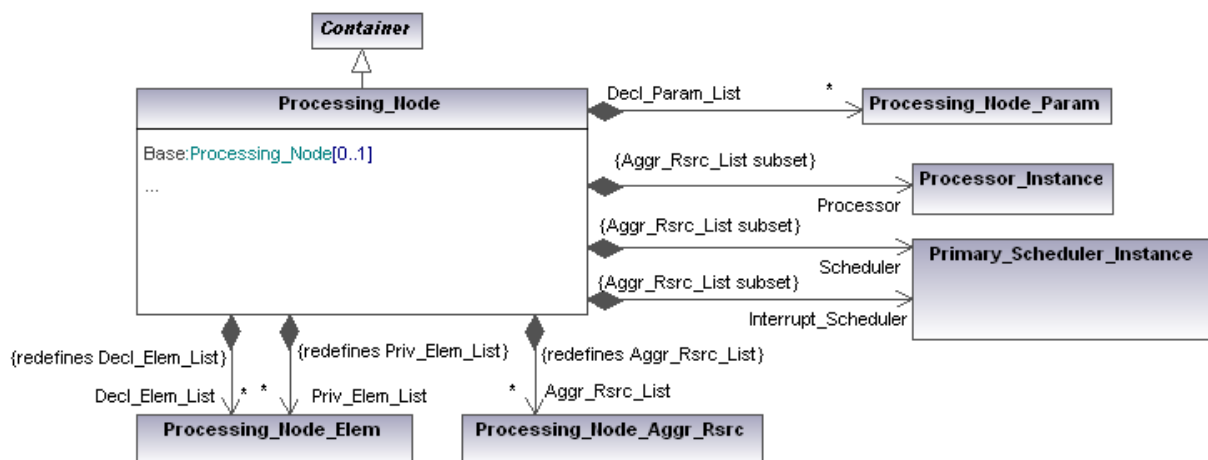 Container
Processing_Node
Decl_Param_List
*
Processing_Node_Param
Base:Processing_Node[0..1]
...
{Aggr_Rsrc_List subset}
Processor_Instance
Processor
{Aggr_Rsrc_List subset}
Primary_Scheduler_Instance
Scheduler
{Aggr_Rsrc_List subset}
Interrupt_Scheduler
{redefines Decl_Elem_List}
{redefines Priv_Elem_List}
{redefines Aggr_Rsrc_List}
Decl_Elem_List
*
*
Priv_Elem_List
*
Aggr_Rsrc_List
Processing_Node_Elem
Processing_Node_Aggr_Rsrc